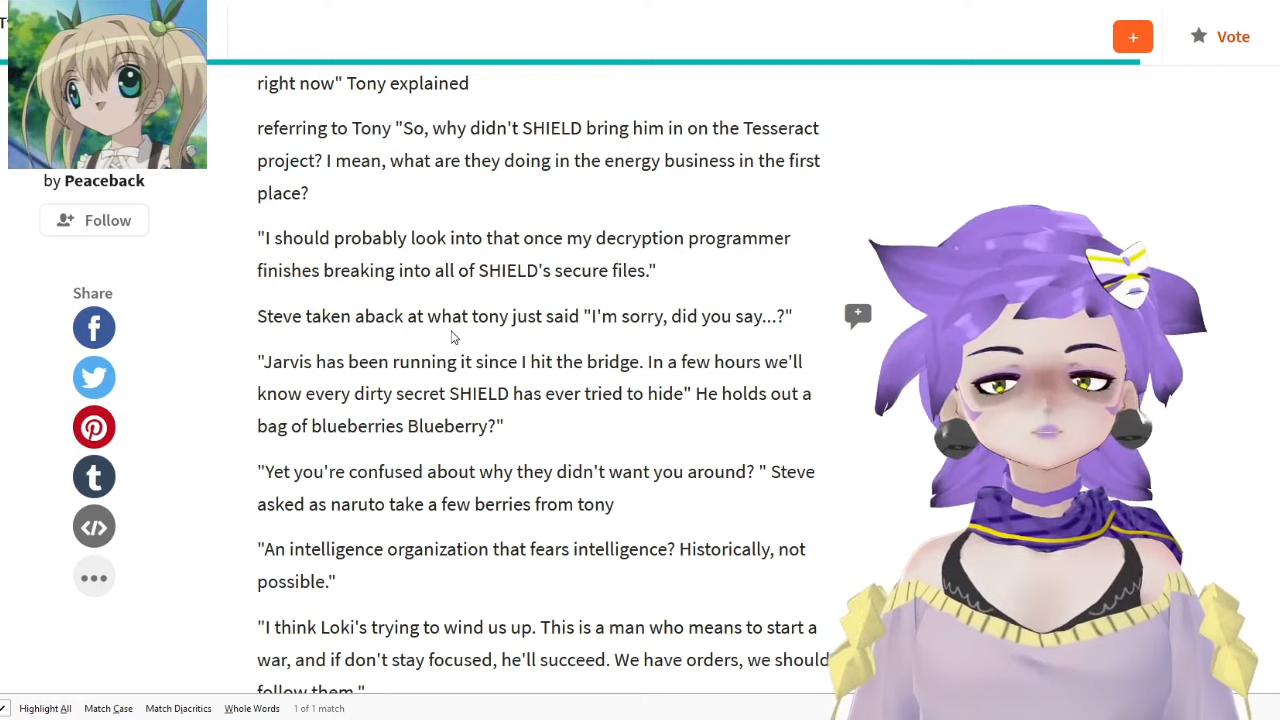 T
+
Vote
right now" Tony explained
referring to Tony "So, why didn't SHIELD bring him in on the Tesseract
project? I mean, what are they doing in the energy business in the first
place?
by Peaceback
Follow
"I should probably look into that once my decryption programmer
finishes breaking into all of SHIELD's secure files."
Share
Steve taken aback at what tony just said "I'm sorry, did you say...?"
+
"Jarvis has been running it since I hit the bridge. In a few hours we'll
know every dirty secret SHIELD has ever tried to hide" He holds out a
bag of blueberries Blueberry?"
"Yet you're confused about why they didn't want you around? " Steve
asked as naruto take a few berries from tony
"An intelligence organization that fears intelligence? Historically, not
possible."
"I think Loki's trying to wind us up. This is a man who means to start a
war, and if don't stay focused, he'll succeed. We have orders, we should
follow them."
Highlight All Match Case Match Diacritics Whole Words 1 of 1 match